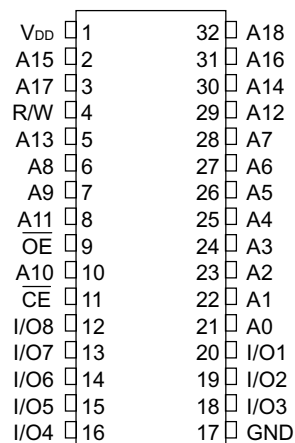 VDD 1 32 A18
A15 2 31 A16
A17 3 30 A14
R/W 4 29 A12
A13 5 28 A7
A8 6 27 A6
A9 7 26 A5
A11 8 25 A4
O̅E̅ 9 24 A3
A10 10 23 A2
C̅E̅ 11 22 A1
I/O8 12 21 A0
I/O7 13 20 I/O1
I/O6 14 19 I/O2
I/O5 15 18 I/O3
I/O4 16 17 GND